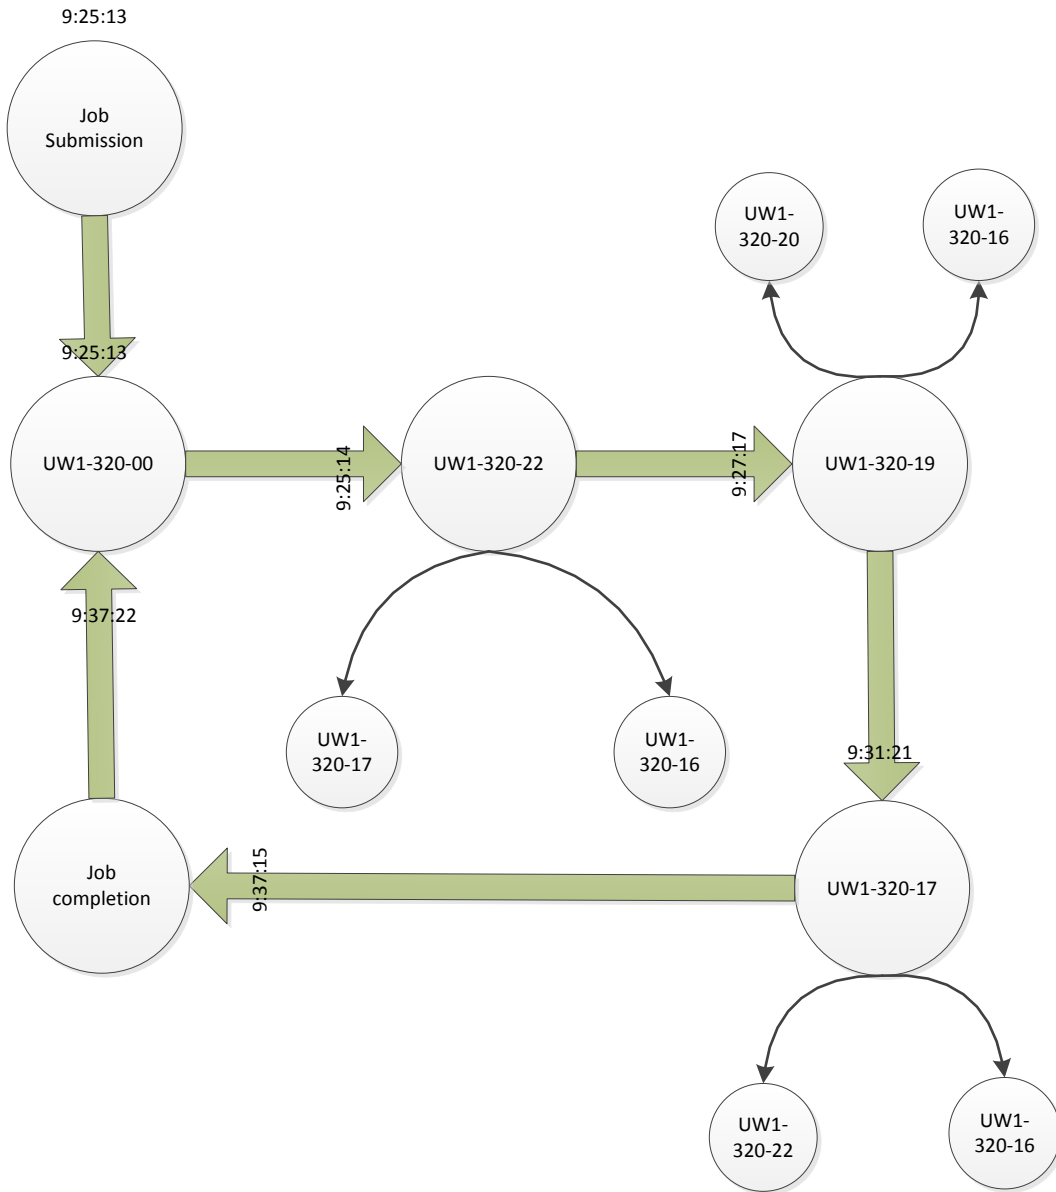 9:25:13
Job
Submission
9:25:13
UW1-
320-20
UW1-
320-16
UW1-320-00
9:25:14
UW1-320-22
9:27:17
UW1-320-19
9:37:22
UW1-
320-17
UW1-
320-16
9:31:21
Job
completion
9:37:15
UW1-320-17
UW1-
320-22
UW1-
320-16